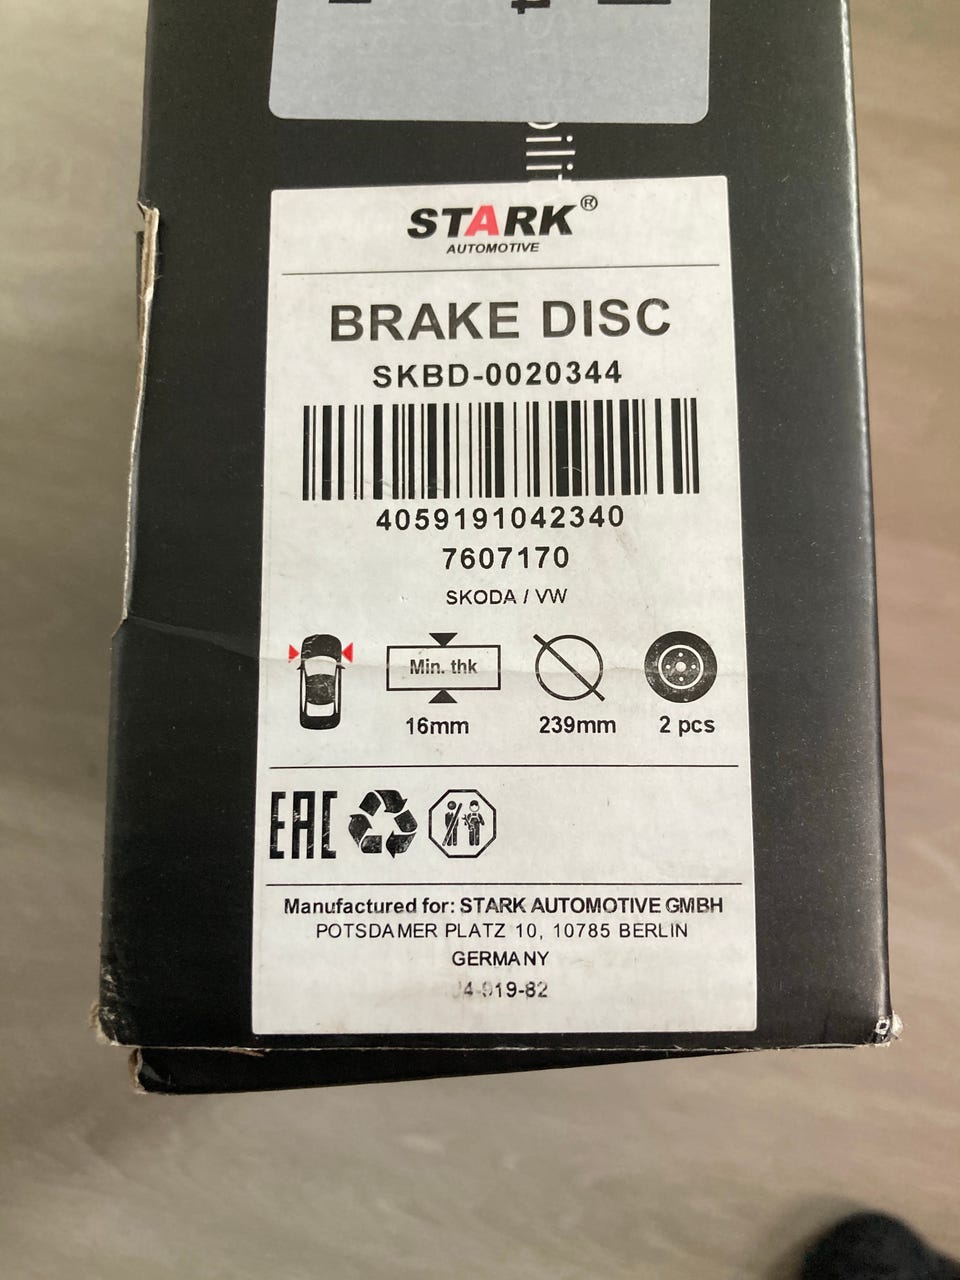 STARK®
AUTOMOTIVE
BRAKE DISC
SKBD-0020344
4059191042340
7607170
SKODA / VW
Min. thk
16mm
239mm
2 pcs
EAC
Manufactured for: STARK AUTOMOTIVE GMBH
POTSDAMER PLATZ 10, 10785 BERLIN
GERMANY